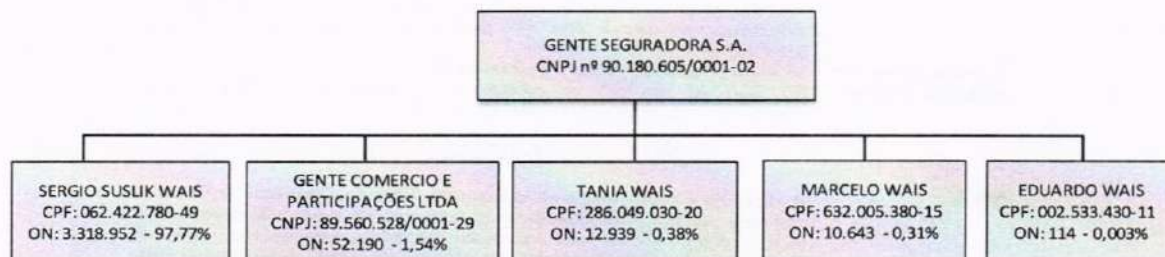 GENTE SEGURADORA S.A.
CNPJ nº 90.180.605/0001-02
SERGIO SUSLIK WAIS
CPF: 062.422.780-49
ON: 3.318.952 - 97,77%
GENTE COMERCIO E
PARTICIPAÇÕES LTDA
CNPJ: 89.560.528/0001-29
ON: 52.190 - 1,54%
TANIA WAIS
CPF: 286.049.030-20
ON: 12.939 - 0,38%
MARCELO WAIS
CPF: 632.005.380-15
ON: 10.643 - 0,31%
EDUARDO WAIS
CPF: 002.533.430-11
ON: 114 - 0,003%